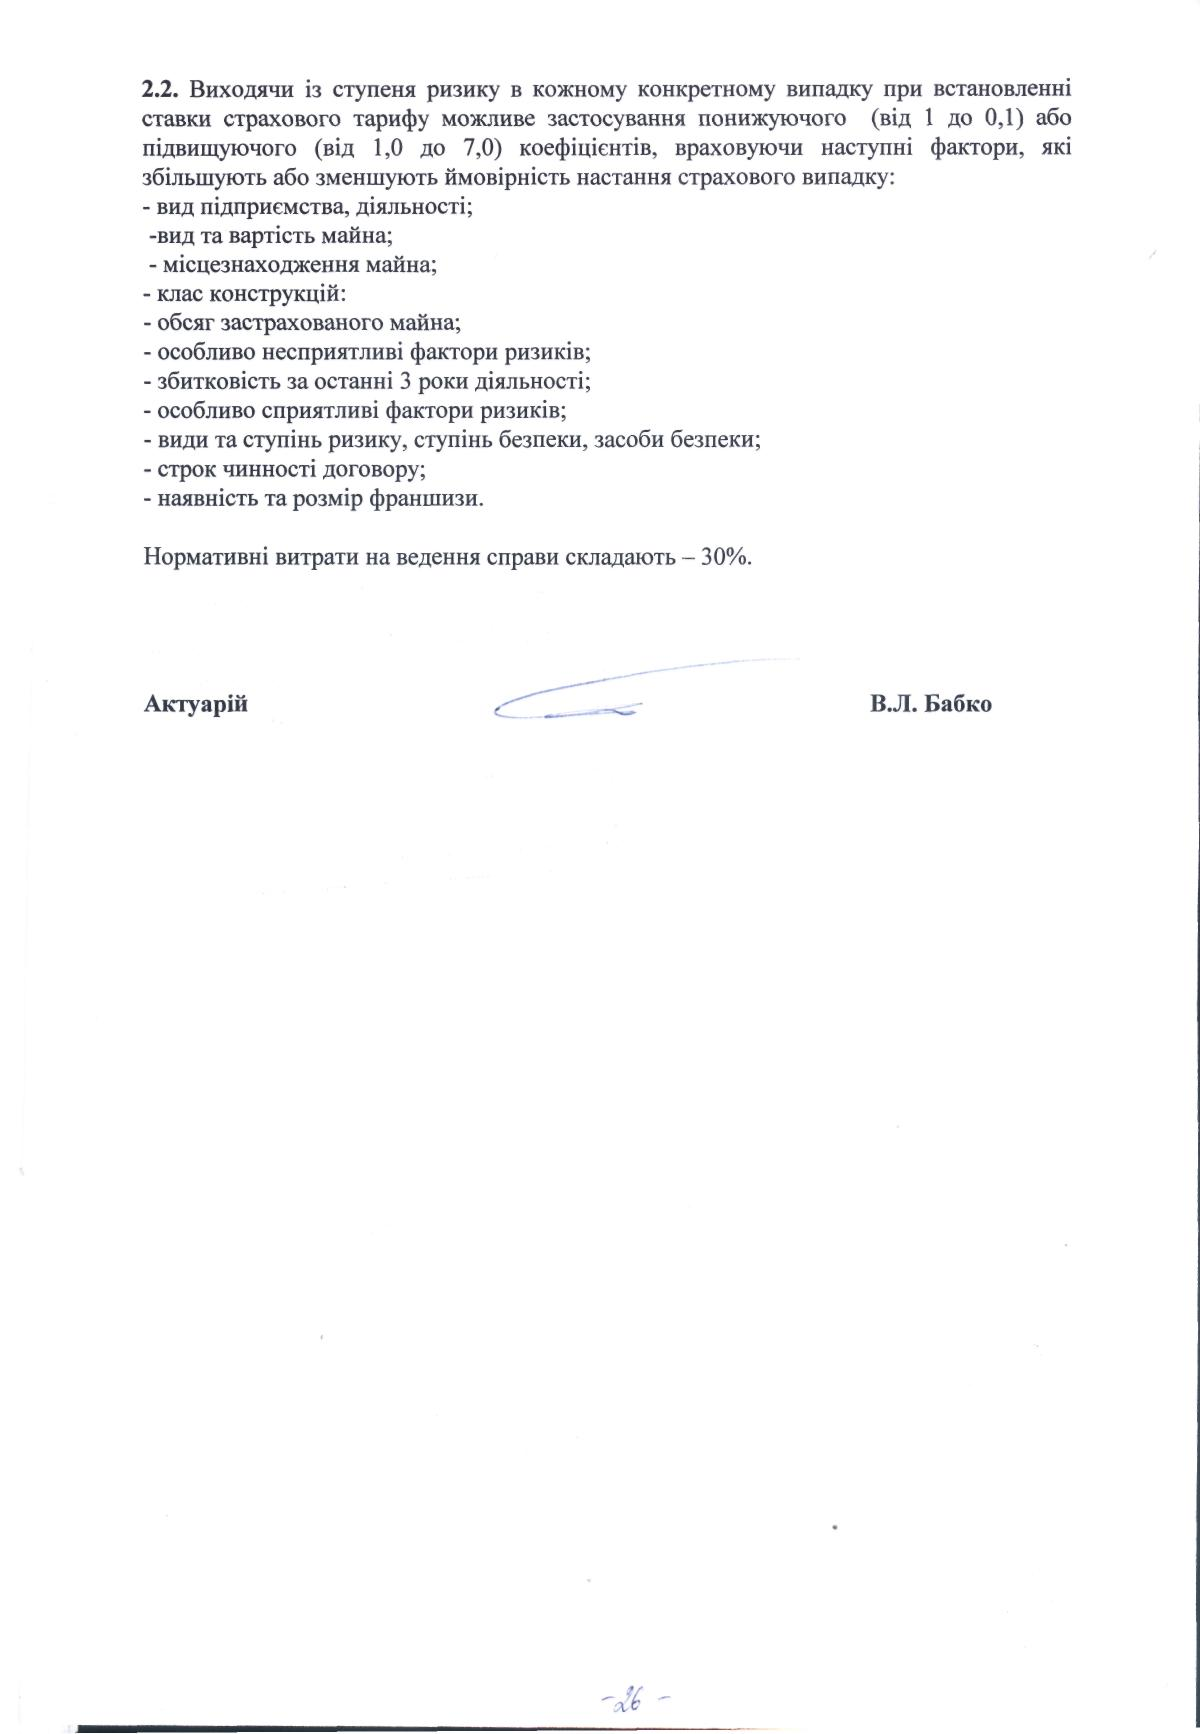 2.2. Виходячи із ступеня ризику в кожному конкретному випадку при встановленні
ставки страхового тарифу можливе застосування понижуючого (від 1 до 0,1) або
підвищуючого (від 1,0 до 7,0) коефіцієнтів, враховуючи наступні фактори, які
збільшують або зменшують ймовірність настання страхового випадку:
- вид підприємства, діяльності;
-вид та вартість майна;
- місцезнаходження майна;
- клас конструкцій:
- обсяг застрахованого майна;
- особливо несприятливі фактори ризиків;
- збитковість за останні 3 роки діяльності;
- особливо сприятливі фактори ризиків;
- види та ступінь ризику, ступінь безпеки, засоби безпеки;
- строк чинності договору;
- наявність та розмір франшизи.
Нормативні витрати на ведення справи складають – 30%.
Актуарій В.Л. Бабко
-26 -